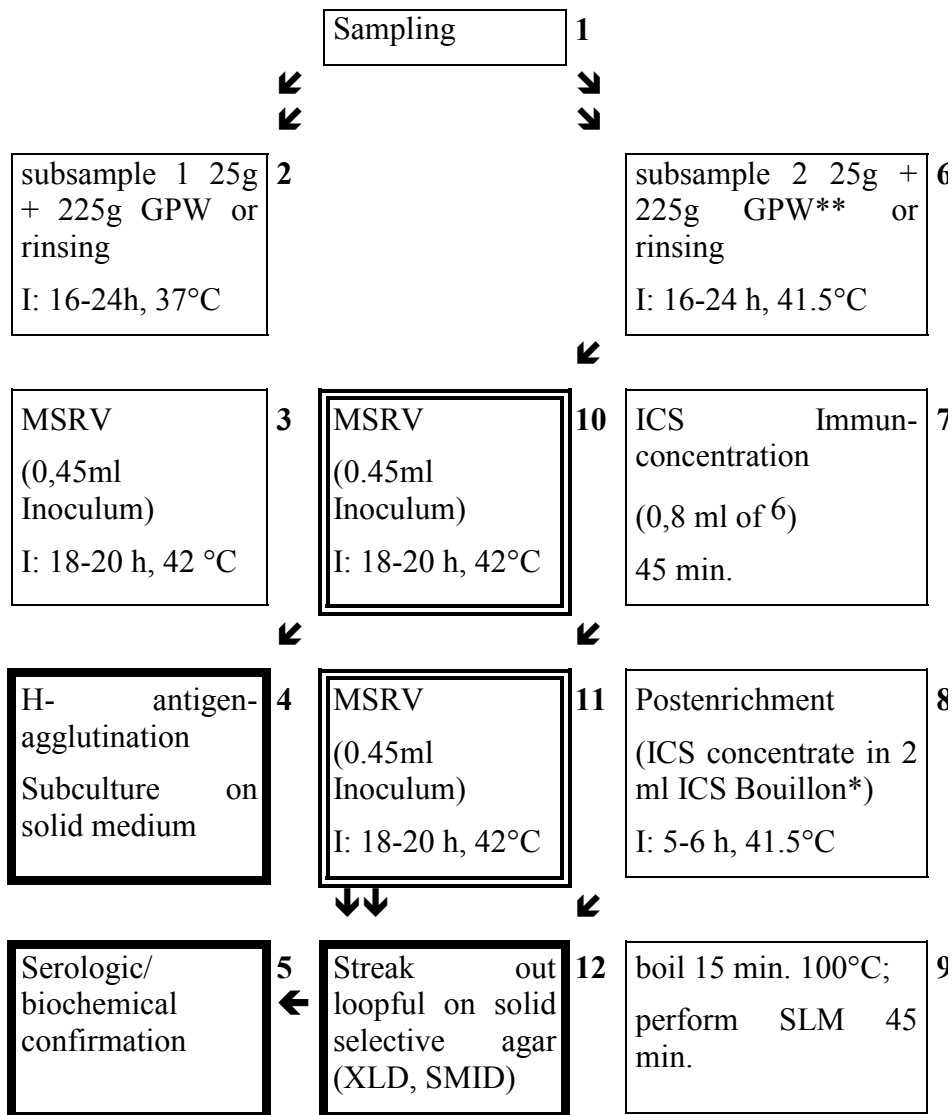 Sampling
1
subsample 1 25g
+ 225g GPW or
rinsing
I: 16-24h, 37°C
2
subsample 2 25g +
225g GPW** or
rinsing
I: 16-24 h, 41.5°C
6
MSRV
(0,45ml
Inoculum)
I: 18-20 h, 42 °C
3
MSRV
(0.45ml
Inoculum)
I: 18-20 h, 42°C
10
ICS Immun-
concentration
(0,8 ml of 6)
45 min.
7
H- antigen-
agglutination
Subculture on
solid medium
4
MSRV
(0.45ml
Inoculum)
I: 18-20 h, 42°C
11
Postenrichment
(ICS concentrate in 2
ml ICS Bouillon*)
I: 5-6 h, 41.5°C
8
Serologic/
biochemical
confirmation
5
Streak out
loopful on solid
selective agar
(XLD, SMID)
12
boil 15 min. 100°C;
perform SLM 45
min.
9